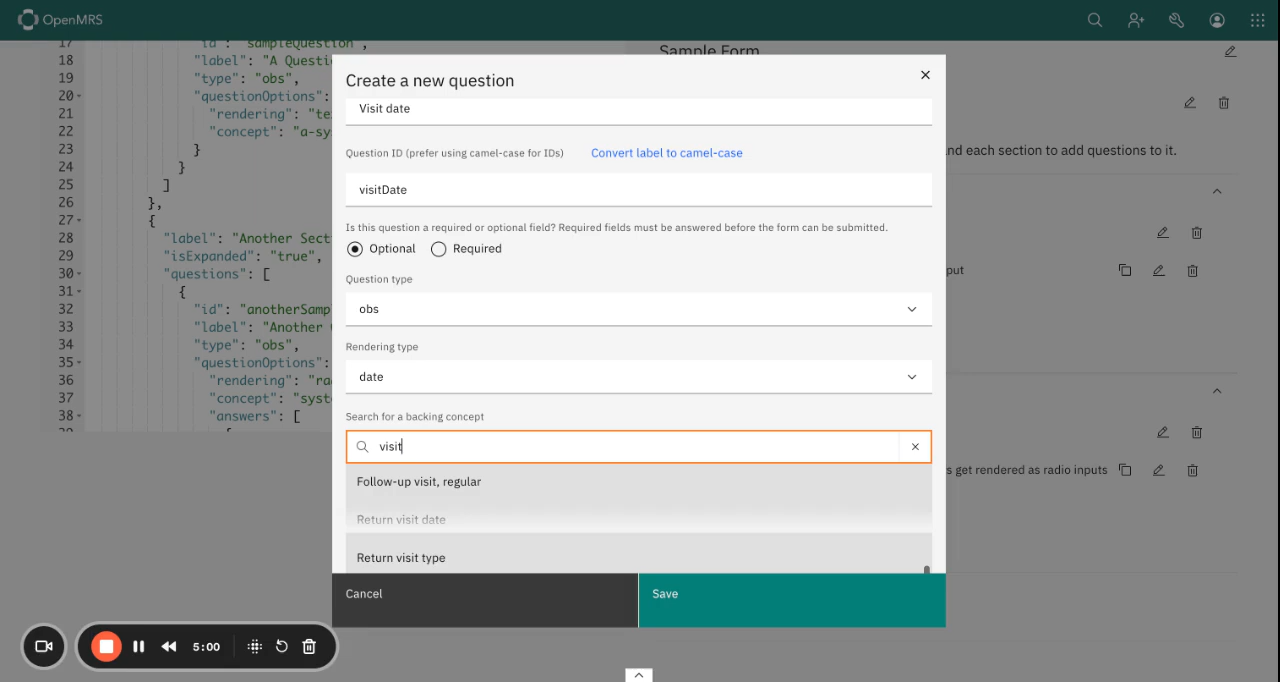 OpenMRS
17
"id": "sampleQuestion",
18
"label": "A Questio
19
"type": "obs",
20
"questionOptions":
21
"rendering": "te
22
"concept": "a-sy
23
}
24
}
25
]
26
},
27
{
28
"label": "Another Sect
29
"isExpanded": "true",
30
"questions": [
31
{
32
"id": "anotherSamp
33
"label": "Another
34
"type": "obs",
35
"questionOptions":
36
"rendering": "ra
37
"concept": "syst
38
"answers": [
39
Create a new question
Visit date
Question ID (prefer using camel-case for IDs) Convert label to camel-case
visitDate
Is this question a required or optional field? Required fields must be answered before the form can be submitted.
Optional Required
Question type
obs
Rendering type
date
Search for a backing concept
visit
Follow-up visit, regular
Return visit date
Return visit type
Cancel
Save
Sample Form
nd each section to add questions to it.
put
s get rendered as radio inputs
5:00